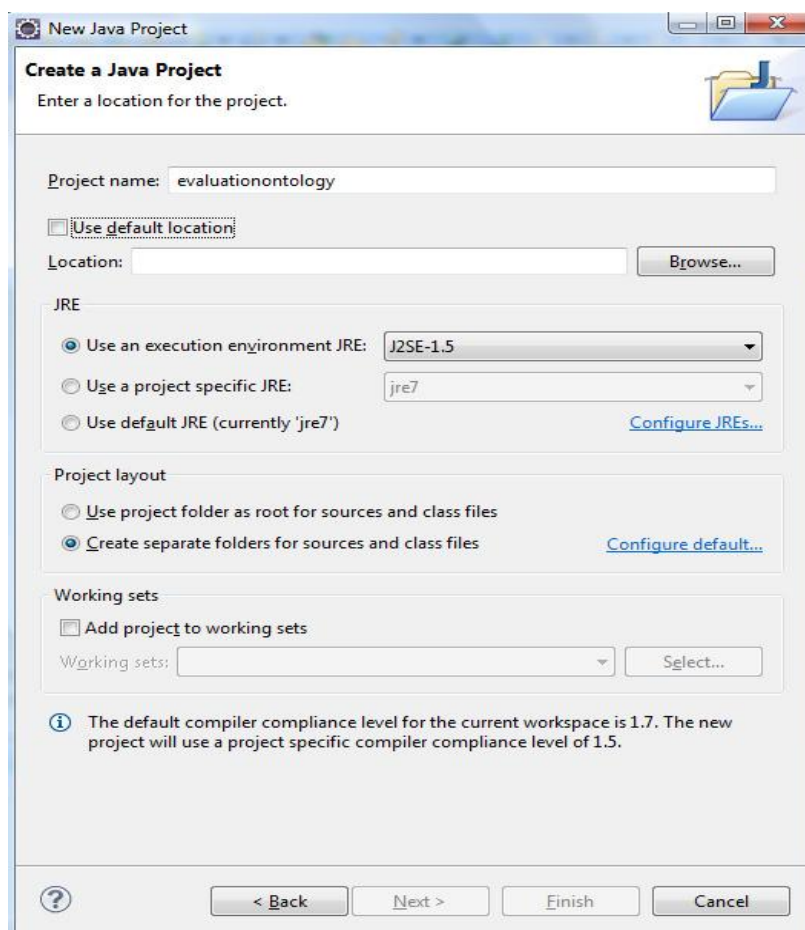 New Java Project
Create a Java Project
Enter a location for the project.
Project name: evaluationontology
Use default location
Location: Browse...
JRE
Use an execution environment JRE: J2SE-1.5
Use a project specific JRE: jre7
Use default JRE (currently 'jre7') Configure JREs...
Project layout
Use project folder as root for sources and class files
Create separate folders for sources and class files Configure default...
Working sets
Add project to working sets
Working sets: Select...
The default compiler compliance level for the current workspace is 1.7. The new
project will use a project specific compiler compliance level of 1.5.
< Back Next > Finish Cancel